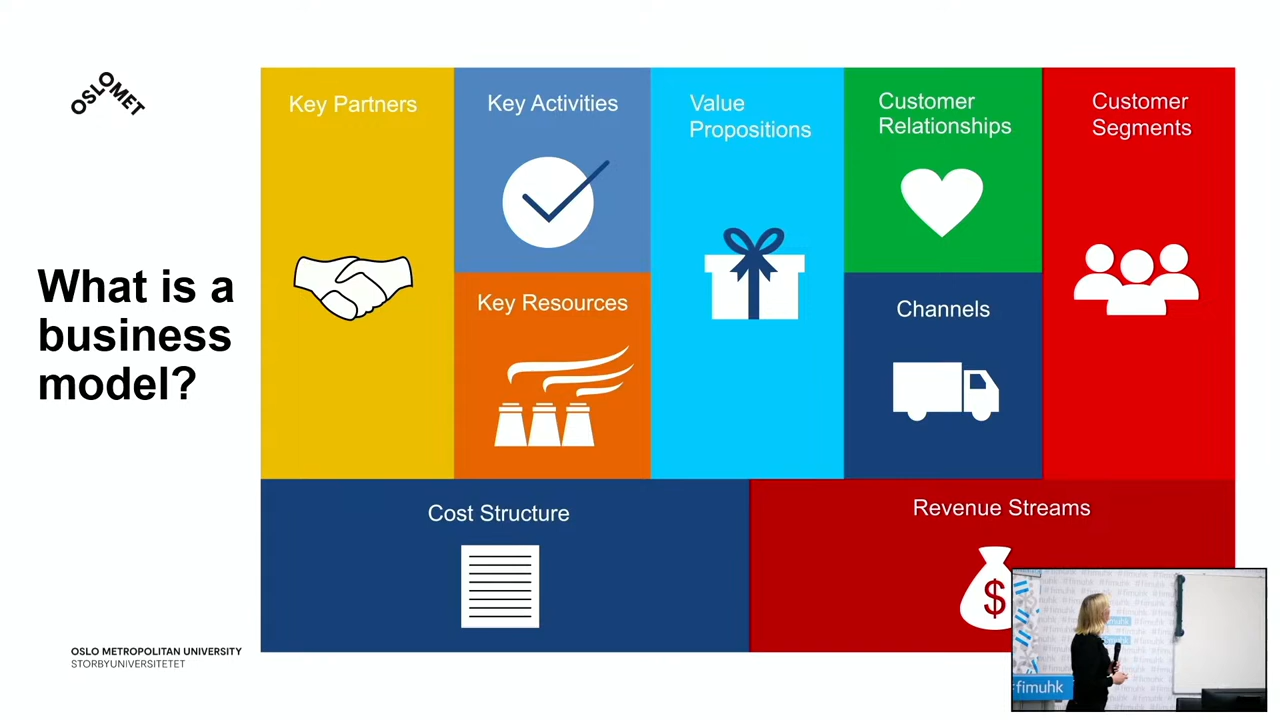 OSLOMET
What is a
business
model?
Key Partners
Key Activities
Value
Propositions
Customer
Relationships
Customer
Segments
Key Resources
Channels
Cost Structure
Revenue Streams
$
OSLO METROPOLITAN UNIVERSITY
STORBYUNIVERSITETET
#fimuhk